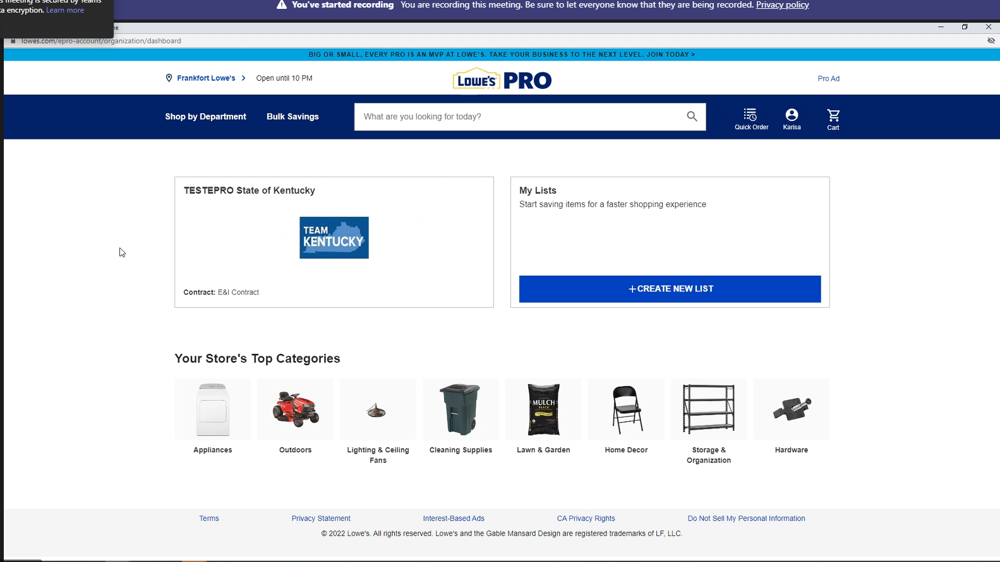 s meeting is secured by Teams
ta encryption. Learn more
You've started recording You are recording this meeting. Be sure to let everyone know that they are being recorded. Privacy policy
lowes.com/epro-account/organization/dashboard
BIG OR SMALL, EVERY PRO IS AN MVP AT LOWE'S. TAKE YOUR BUSINESS TO THE NEXT LEVEL. JOIN TODAY >
Frankfort Lowe's > Open until 10 PM
LOWE'S PRO
Pro Ad
Shop by Department
Bulk Savings
What are you looking for today?
Quick Order
Karisa
Cart
TESTEPRO State of Kentucky
TEAM
KENTUCKY
Contract: E&I Contract
My Lists
Start saving items for a faster shopping experience
+CREATE NEW LIST
Your Store's Top Categories
MULCH
BLACK
Appliances
Outdoors
Lighting & Ceiling
Fans
Cleaning Supplies
Lawn & Garden
Home Decor
Storage &
Organization
Hardware
Terms
Privacy Statement
Interest-Based Ads
CA Privacy Rights
Do Not Sell My Personal Information
© 2022 Lowe's. All rights reserved. Lowe's and the Gable Mansard Design are registered trademarks of LF, LLC.